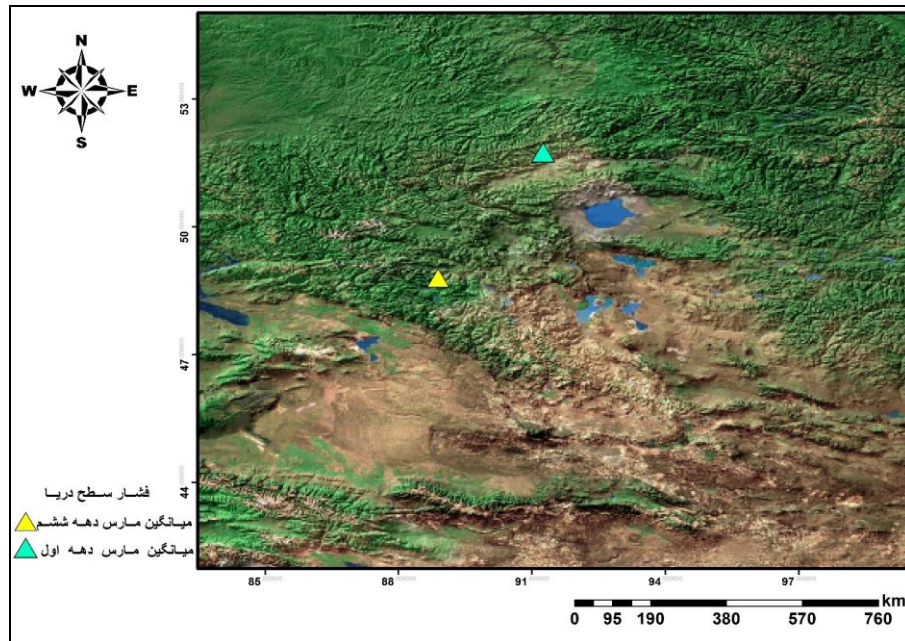 N
W E
S
53
50
47
44
85 88 91 94 97
فشار سطح دریا
میانگین مارس دهه ششم
میانگین مارس دهه اول
km
0 95 190 380 570 760